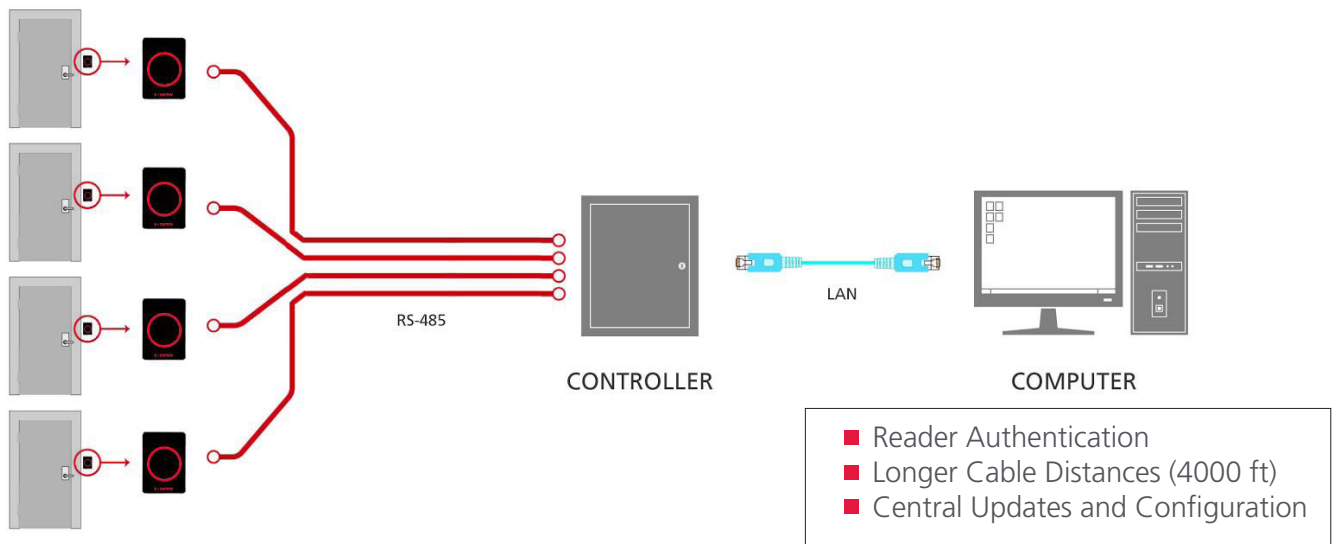 RS-485
LAN
CONTROLLER
COMPUTER
Reader Authentication
Longer Cable Distances (4000 ft)
Central Updates and Configuration